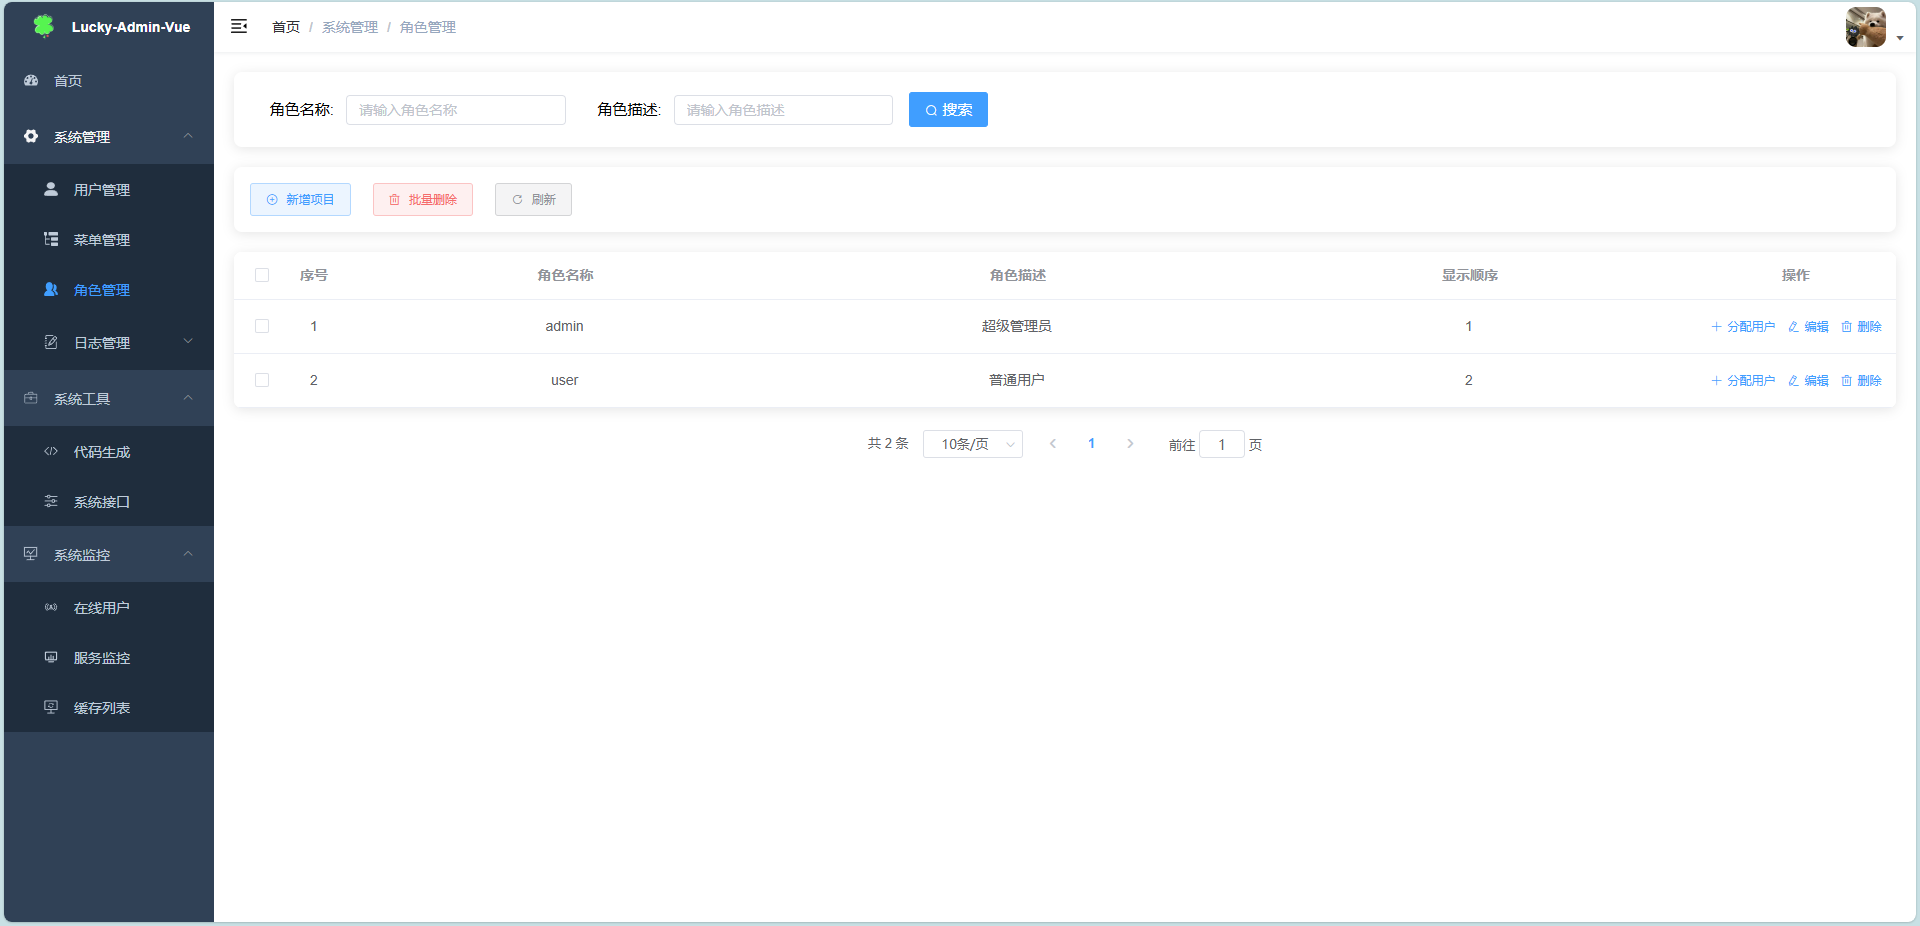 Lucky-Admin-Vue
首页 / 系统管理 / 角色管理
首页
系统管理
用户管理
菜单管理
角色管理
日志管理
系统工具
代码生成
系统接口
系统监控
在线用户
服务监控
缓存列表
角色名称: 请输入角色名称 角色描述: 请输入角色描述 搜索
新增项目 批量删除 刷新
序号 角色名称 角色描述 显示顺序 操作
1 admin 超级管理员 1 分配用户 编辑 删除
2 user 普通用户 2 分配用户 编辑 删除
共 2 条 10条/页 1 前往 1 页